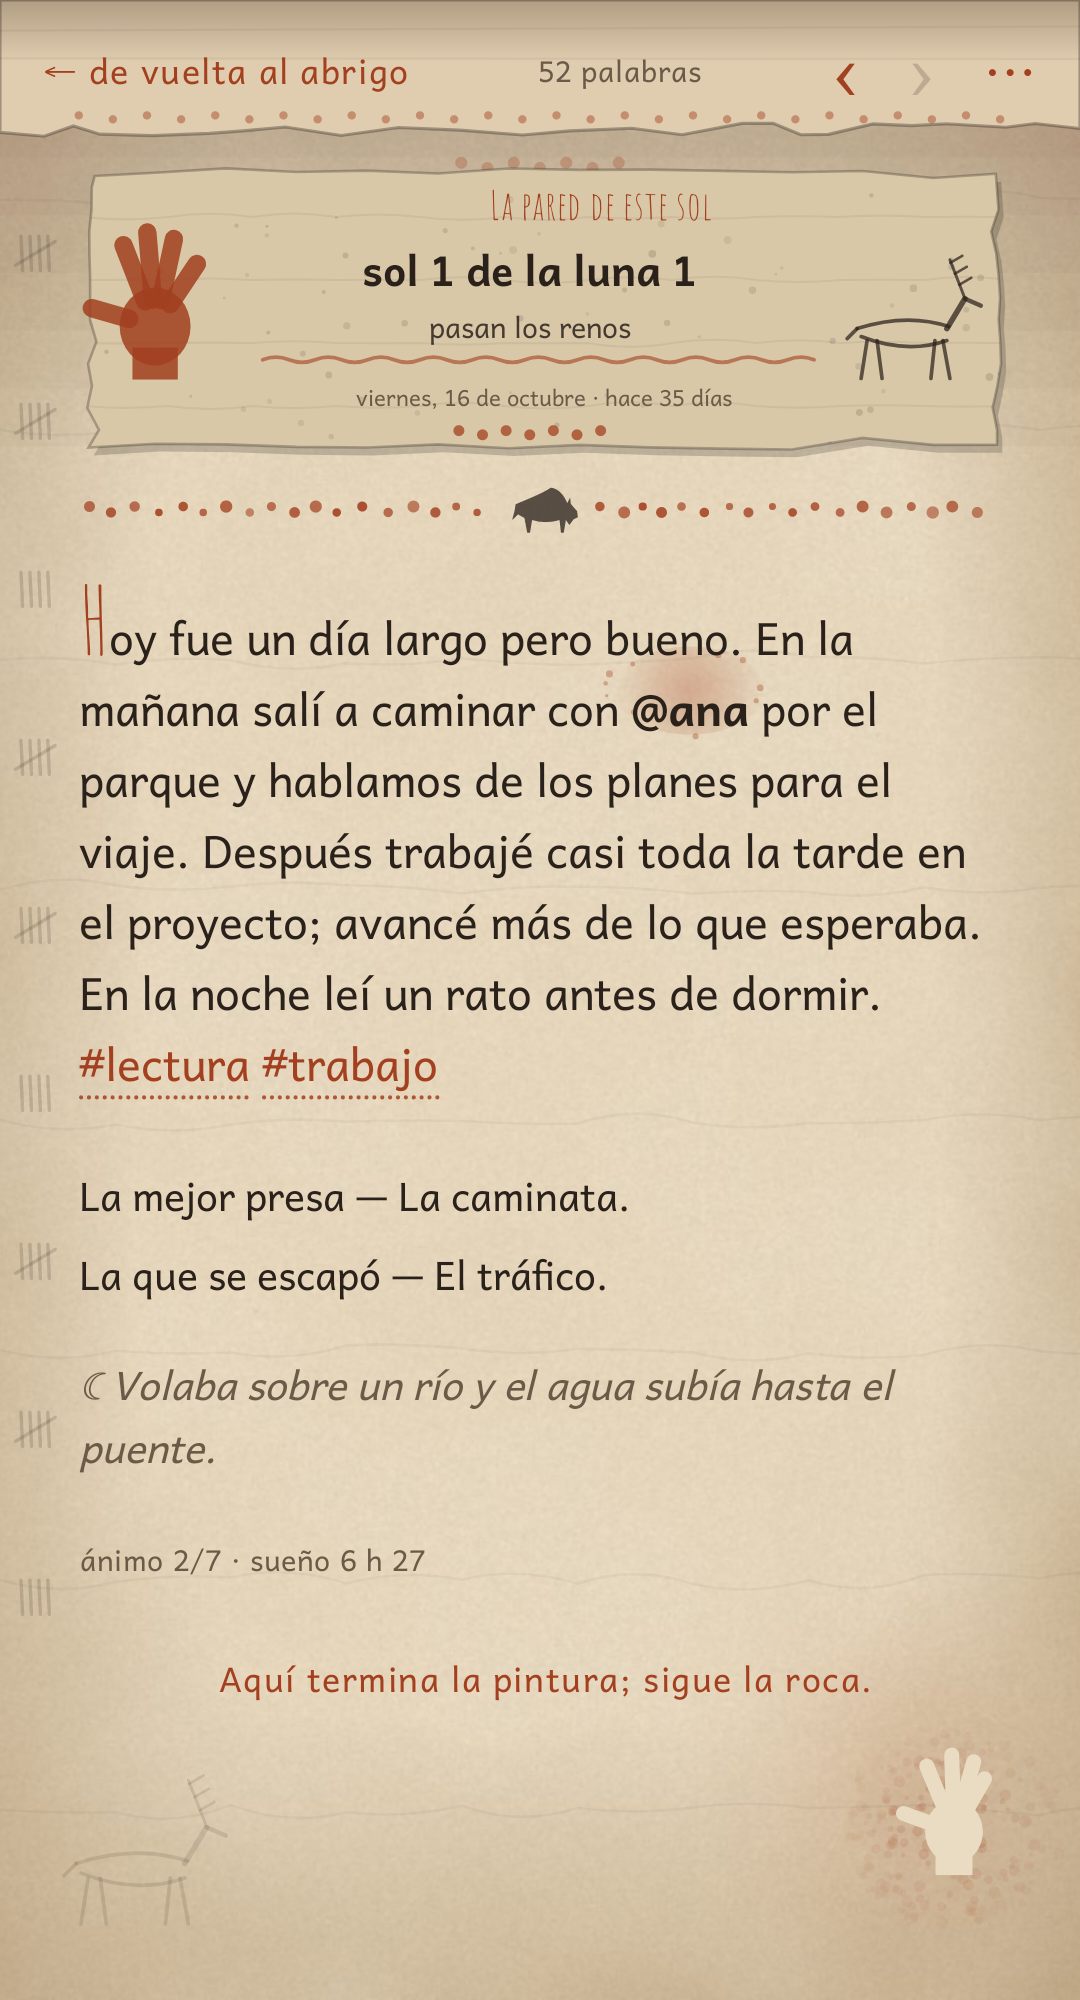 ← de vuelta al abrigo 52 palabras ‹ › ...
La pared de este sol
sol 1 de la luna 1
pasan los renos
viernes, 16 de octubre · hace 35 días
Hoy fue un día largo pero bueno. En la
mañana salí a caminar con @ana por el
parque y hablamos de los planes para el
viaje. Después trabajé casi toda la tarde en
el proyecto; avancé más de lo que esperaba.
En la noche leí un rato antes de dormir.
#lectura #trabajo
La mejor presa — La caminata.
La que se escapó — El tráfico.
☾ Volaba sobre un río y el agua subía hasta el
puente.
ánimo 2/7 · sueño 6 h 27
Aquí termina la pintura; sigue la roca.